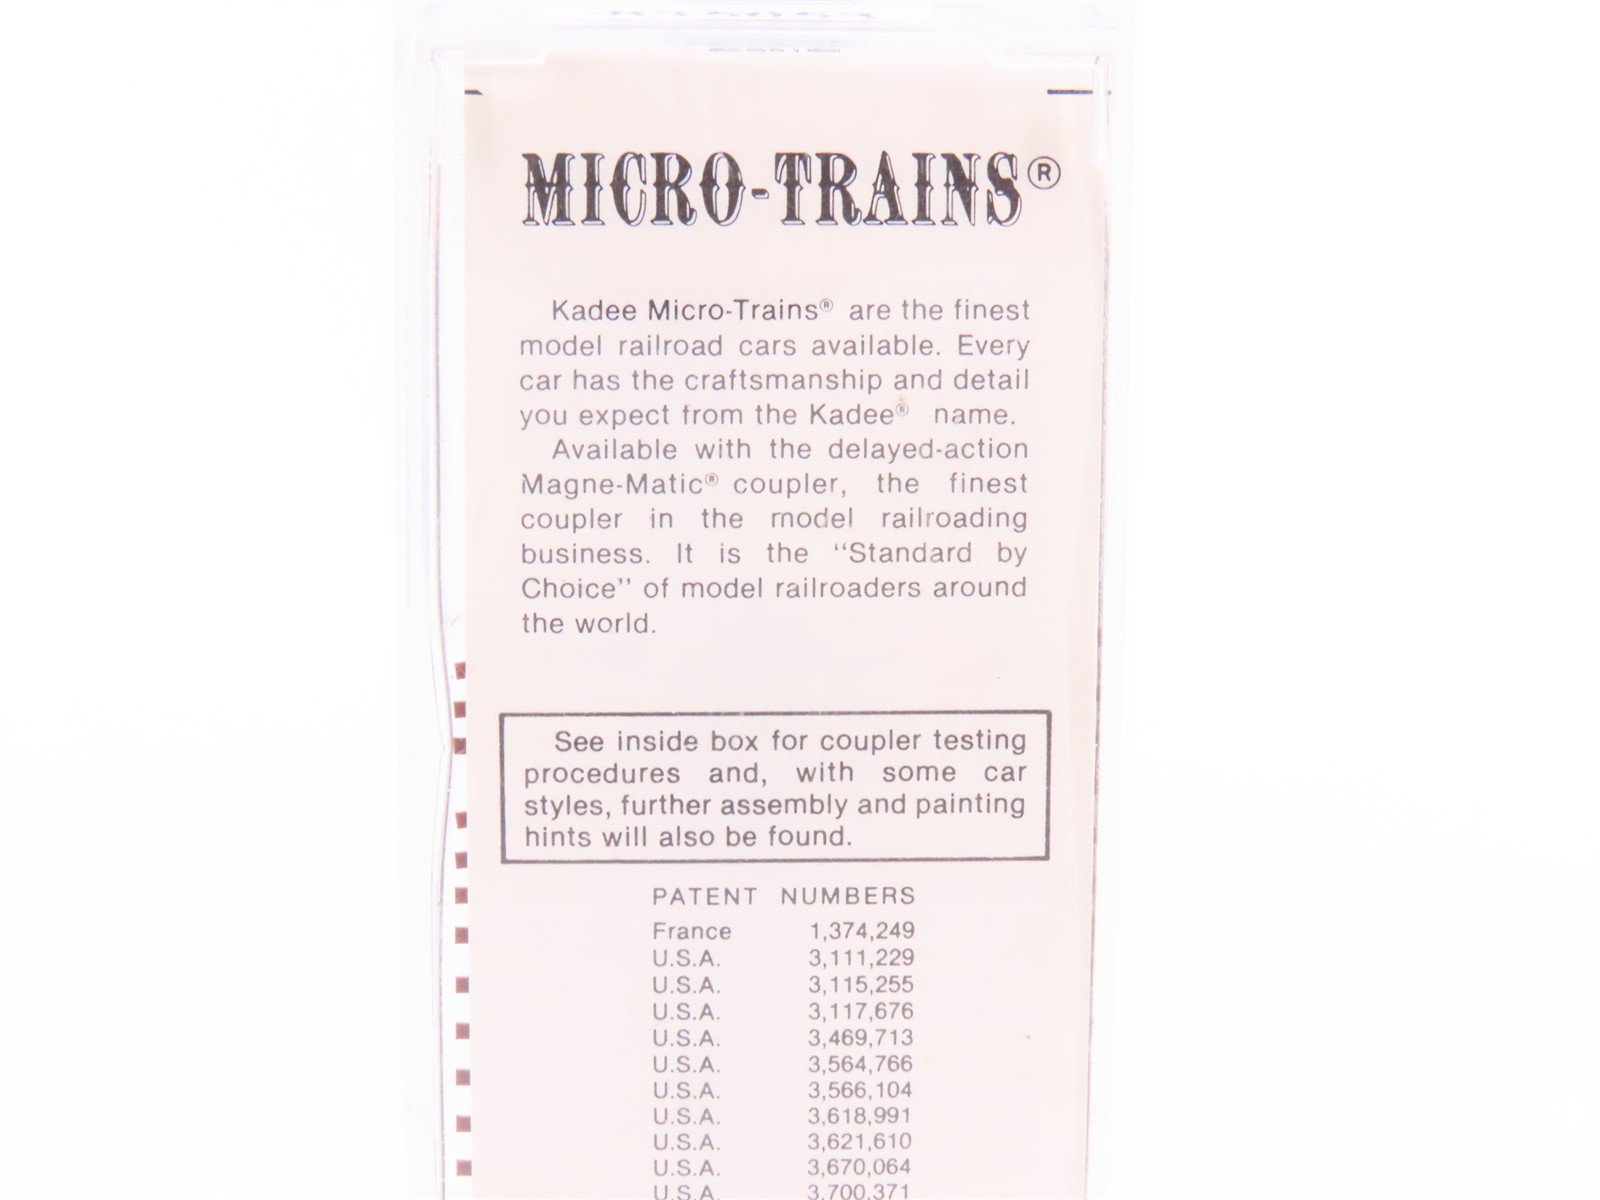 MICRO-TRAINS®
Kadee Micro-Trains® are the finest
model railroad cars available. Every
car has the craftsmanship and detail
you expect from the Kadee® name.
Available with the delayed-action
Magne-Matic® coupler, the finest
coupler in the model railroading
business. It is the “Standard by
Choice” of model railroaders around
the world.
See inside box for coupler testing
procedures and, with some car
styles, further assembly and painting
hints will also be found.
PATENT NUMBERS
France 1,374,249
U.S.A. 3,111,229
U.S.A. 3,115,255
U.S.A. 3,117,676
U.S.A. 3,469,713
U.S.A. 3,564,766
U.S.A. 3,566,104
U.S.A. 3,618,991
U.S.A. 3,621,610
U.S.A. 3,670,064
U.S.A. 3,700,371